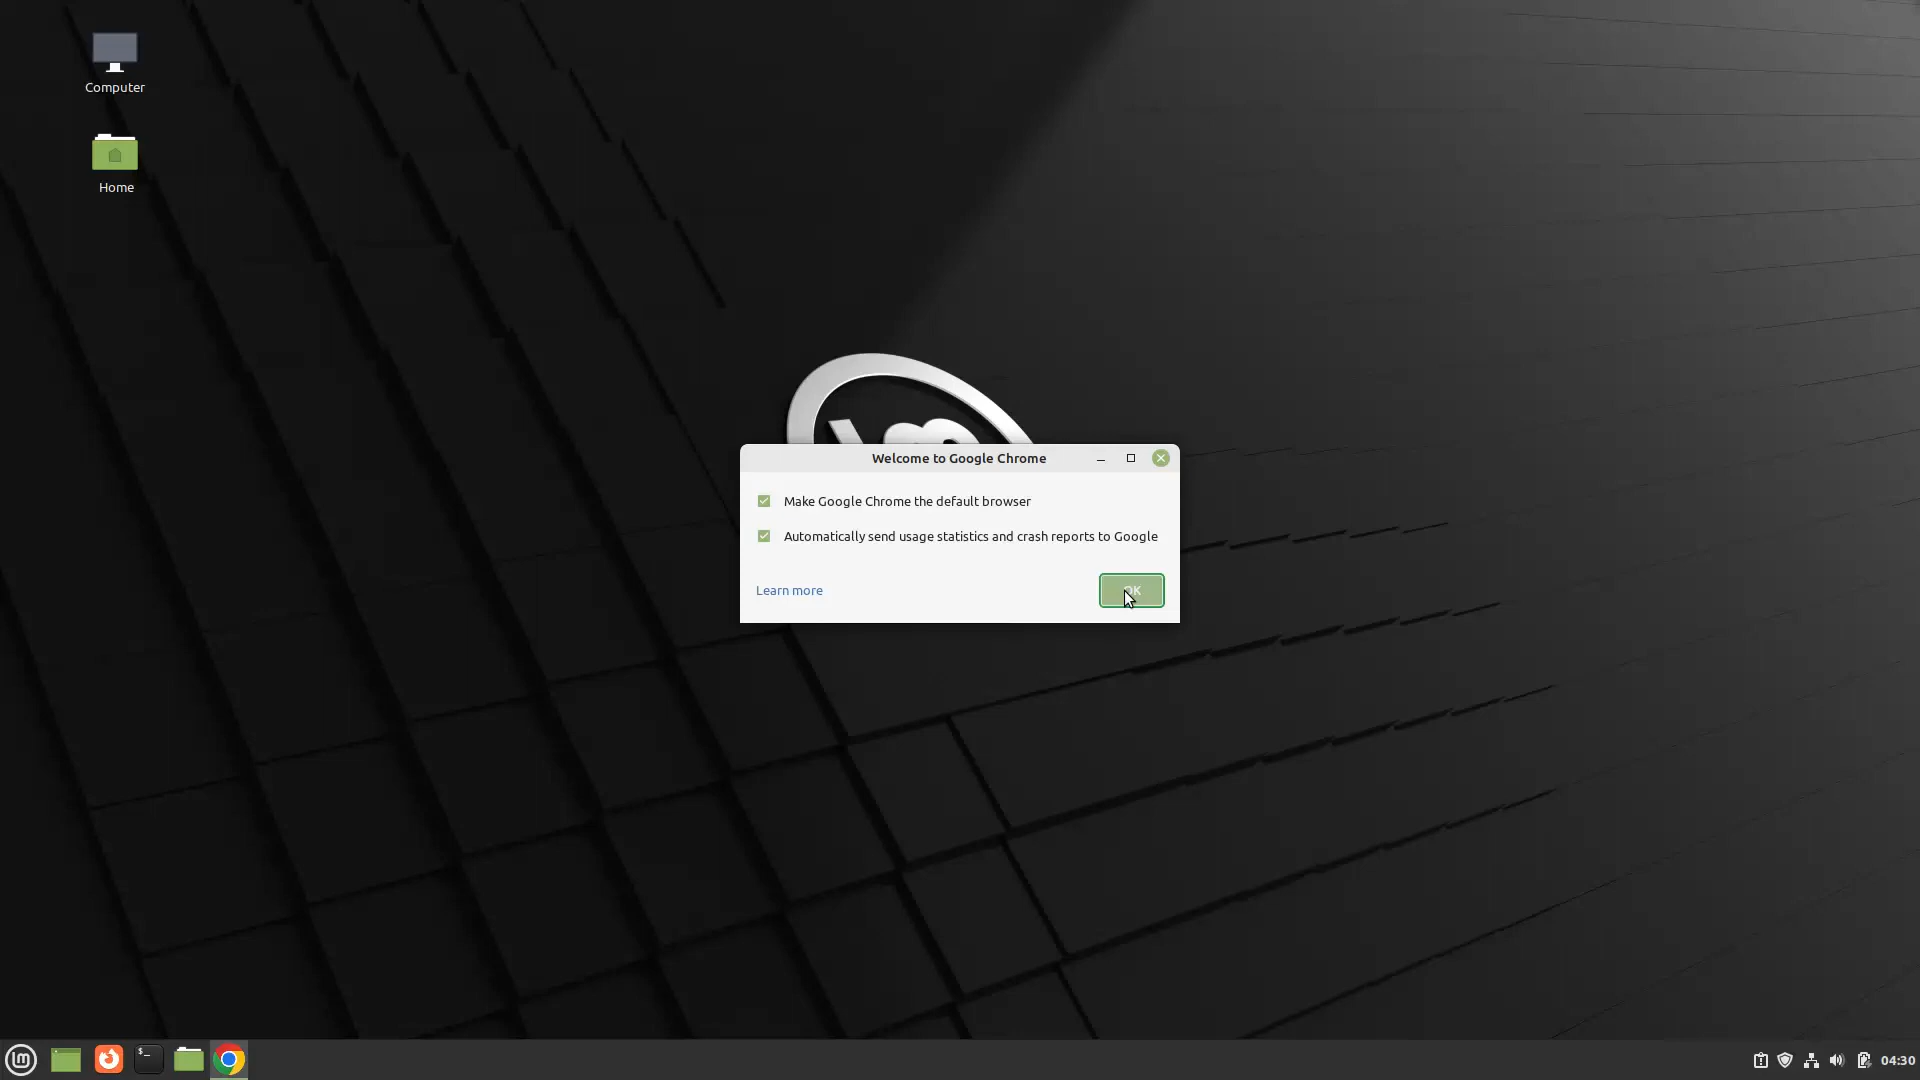 Computer
Home
Welcome to Google Chrome
Make Google Chrome the default browser
Automatically send usage statistics and crash reports to Google
Learn more
OK
$_
04:30